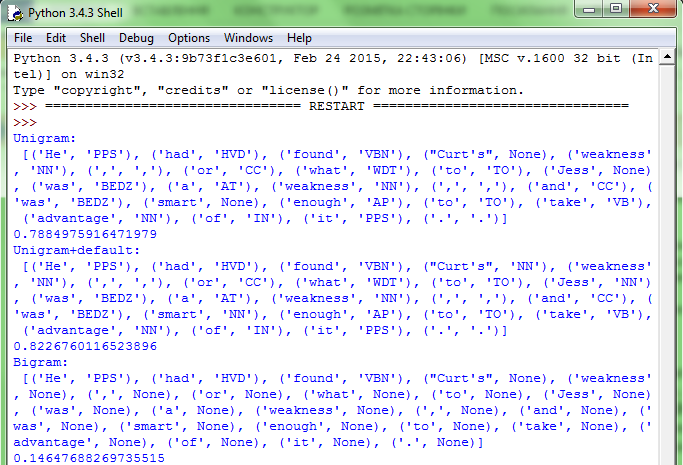 Python 3.4.3 Shell
File Edit Shell Debug Options Windows Help
Python 3.4.3 (v3.4.3:9b73f1c3e601, Feb 24 2015, 22:43:06) [MSC v.1600 32 bit (In
tel)] on win32
Type "copyright", "credits" or "license()" for more information.
>>> ================================ RESTART ================================
>>>
Unigram:
[('He', 'PPS'), ('had', 'HVD'), ('found', 'VBN'), ("Curt's", None), ('weakness'
, 'NN'), (',', ','), ('or', 'CC'), ('what', 'WDT'), ('to', 'TO'), ('Jess', None)
, ('was', 'BEDZ'), ('a', 'AT'), ('weakness', 'NN'), (',', ','), ('and', 'CC'), (
'was', 'BEDZ'), ('smart', None), ('enough', 'AP'), ('to', 'TO'), ('take', 'VB'),
('advantage', 'NN'), ('of', 'IN'), ('it', 'PPS'), ('.', '.')]
0.7884975916471979
Unigram+default:
[('He', 'PPS'), ('had', 'HVD'), ('found', 'VBN'), ("Curt's", 'NN'), ('weakness'
, 'NN'), (',', ','), ('or', 'CC'), ('what', 'WDT'), ('to', 'TO'), ('Jess', 'NN')
, ('was', 'BEDZ'), ('a', 'AT'), ('weakness', 'NN'), (',', ','), ('and', 'CC'), (
'was', 'BEDZ'), ('smart', 'NN'), ('enough', 'AP'), ('to', 'TO'), ('take', 'VB'),
('advantage', 'NN'), ('of', 'IN'), ('it', 'PPS'), ('.', '.')]
0.8226760116523896
Bigram:
[('He', None), ('had', None), ('found', None), ("Curt's", None), ('weakness'
, None), (',', None), ('or', None), ('what', None), ('to', None), ('Jess', None)
, ('was', None), ('a', None), ('weakness', None), (',', None), ('and', None), ('
was', None), ('smart', None), ('enough', None), ('to', None), ('take', None), ('
advantage', None), ('of', None), ('it', None), ('.', None)]
0.14647688269735515